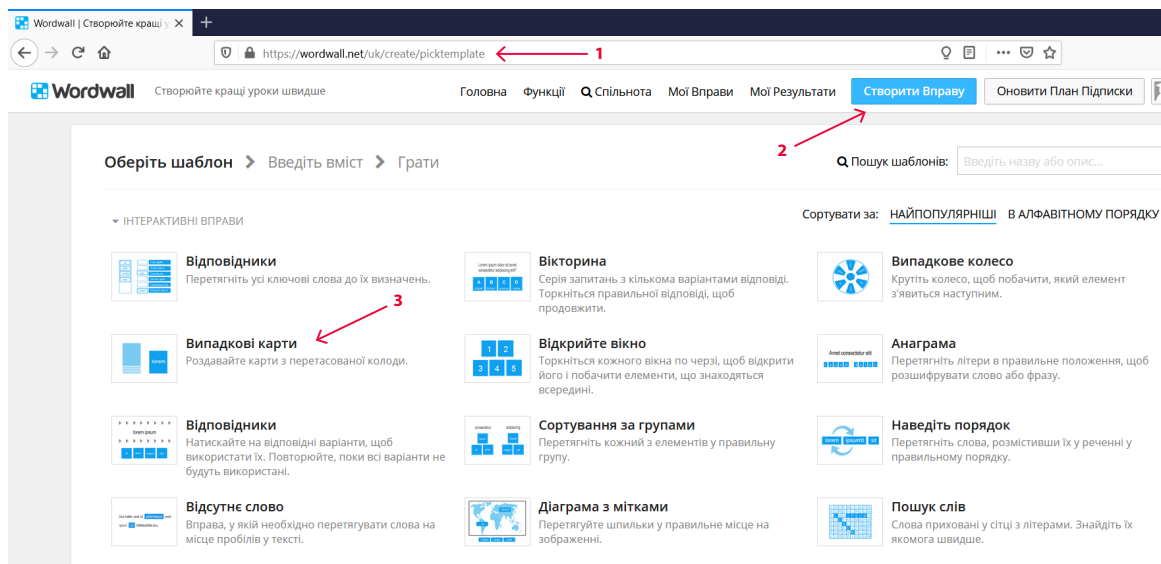 Wordwall | Створюйте кращі у
https://wordwall.net/uk/create/picktemplate
1
Wordwall
Створюйте кращі уроки швидше
Головна Функції Спільнота Мої Вправи Мої Результати Створити Вправу Оновити План Підписки
2
Оберіть шаблон Введіть вміст Грати
Пошук шаблонів: Введіть назву або опис...
ІНТЕРАКТИВНІ ВПРАВИ
Сортувати за: НАЙПОПУЛЯРНІШІ В АЛФАВІТНОМУ ПОРЯДКУ
Відповідники
Перетягніть усі ключові слова до їх визначень.
Вікторина
Серія запитань з кількома варіантами відповіді.
Торкніться правильної відповіді, щоб
продовжити.
Випадкове колесо
Крутіть колесо, щоб побачити, який елемент
з'явиться наступним.
3
Випадкові карти
Роздавайте карти з перетасованої колоди.
lorem
Відкрийте вікно
Торкніться кожного вікна по черзі, щоб відкрити
його і побачити елементи, що знаходяться
всередині.
1 2
3 4 5
Анаграма
Перетягніть літери в правильне положення, щоб
розшифрувати слово або фразу.
Відповідники
Натискайте на відповідні варіанти, щоб
використати їх. Повторюйте, поки всі варіанти не
будуть використані.
Сортування за групами
Перетягніть кожний з елементів у правильну
групу.
Наведіть порядок
Перетягніть слова, розмістивши їх у реченні у
правильному порядку.
Відсутнє слово
Вправа, у якій необхідно перетягувати слова на
місце пробілів у тексті.
Діаграма з мітками
Перетягуйте шпильки у правильне місце на
зображенні.
Пошук слів
Слова приховані у сітці з літерами. Знайдіть їх
якомога швидше.